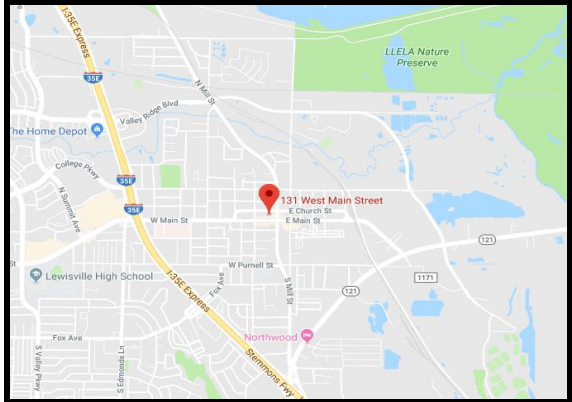 I-35E Express
LLELA Nature
Preserve
35E
N Mill St
Valley Ridge Blvd
The Home Depot
College Pkwy
35E
131 West Main Street
N Summit Ave
35E
E Church St
W Main St
E Main St
121
St
W Purnell St
Lewisville High School
I-35E Express
Fox Ave
S Mill St
1171
121
Northwood
Fox Ave
Stemmons Fwy
S Valley Pkwy
S Edmonds Ln